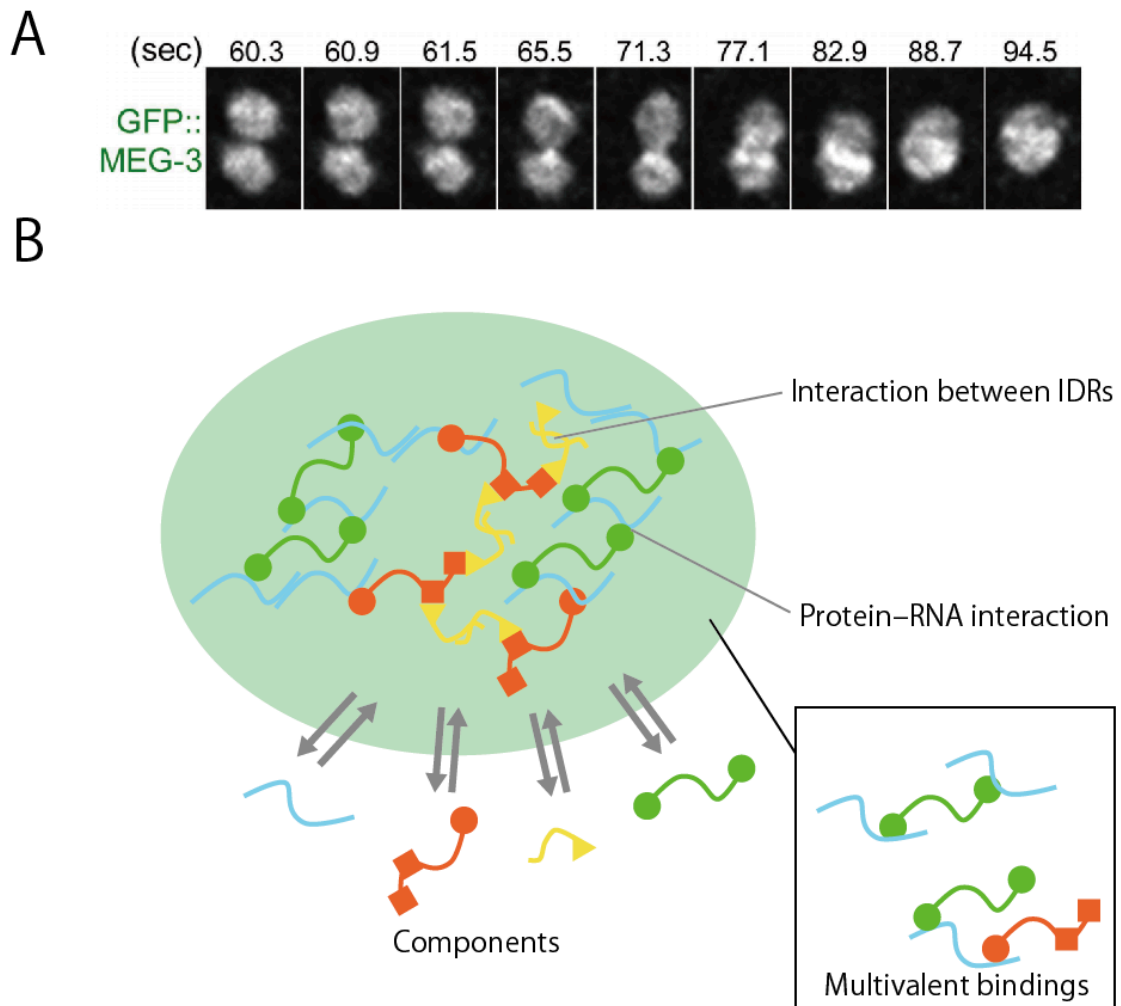 A
(sec) 60.3 60.9 61.5 65.5 71.3 77.1 82.9 88.7 94.5
GFP::
MEG-3
B
Interaction between IDRs
Protein–RNA interaction
Components
Multivalent bindings